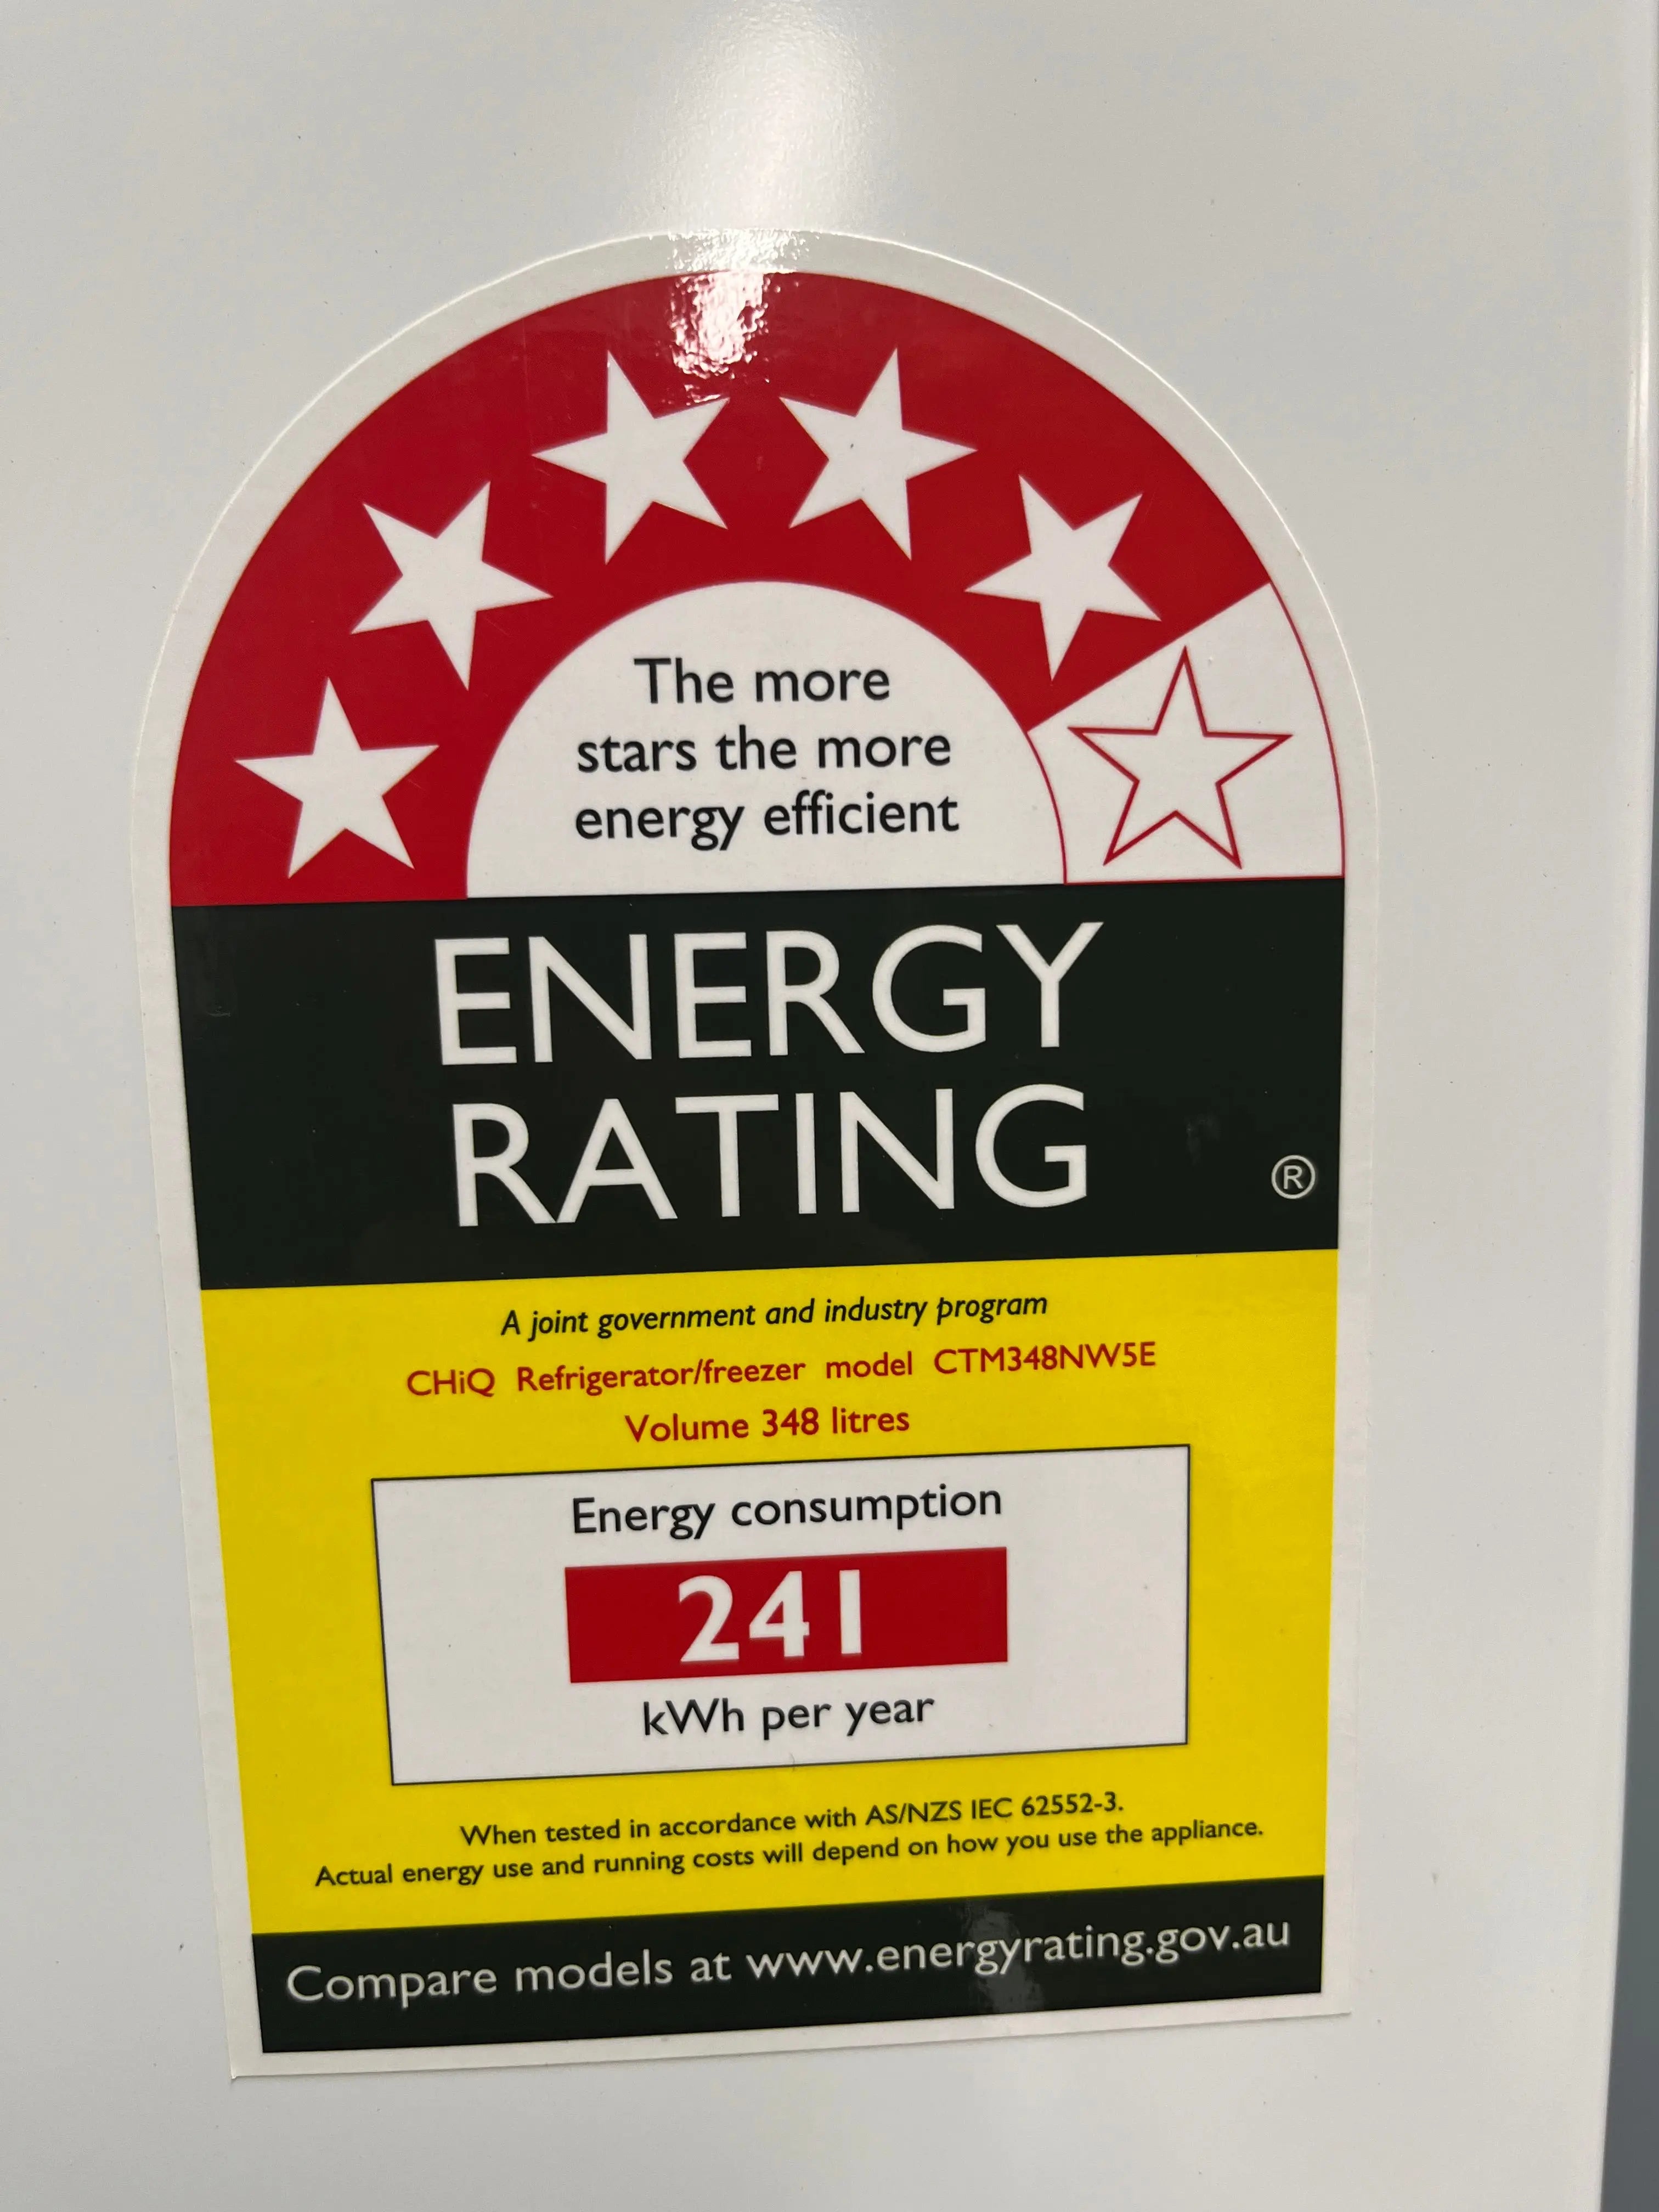 The more
stars the more
energy efficient
ENERGY
RATING
®
A joint government and industry program
CHiQ Refrigerator/freezer model CTM348NW5E
Volume 348 litres
Energy consumption
241
kWh per year
When tested in accordance with AS/NZS IEC 62552-3.
Actual energy use and running costs will depend on how you use the appliance.
Compare models at www.energyrating.gov.au